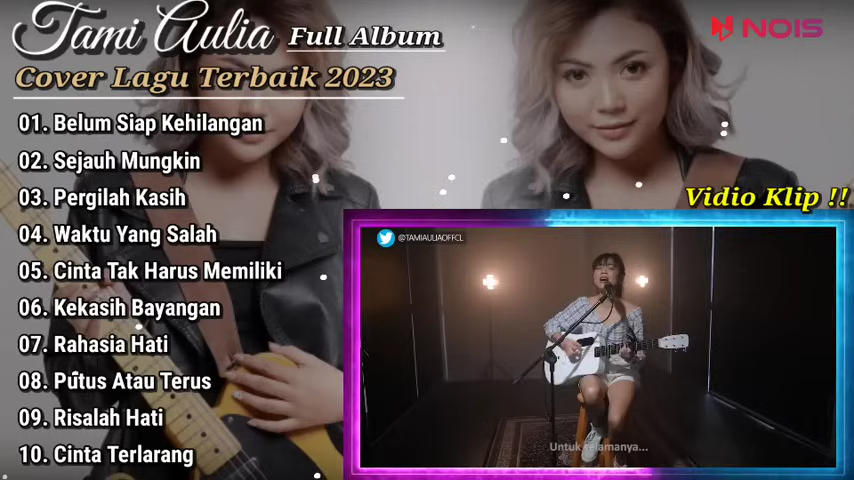 Tami Aulia Full Album
NOIS
Cover Lagu Terbaik 2023
01. Belum Siap Kehilangan
02. Sejauh Mungkin
03. Pergilah Kasih
04. Waktu Yang Salah
05. Cinta Tak Harus Memiliki
06. Kekasih Bayangan
07. Rahasia Hati
08. Putus Atau Terus
09. Risalah Hati
10. Cinta Terlarang
Vidio Klip !!
@TAMIAULIAOFFCL
Untuk selamanya...